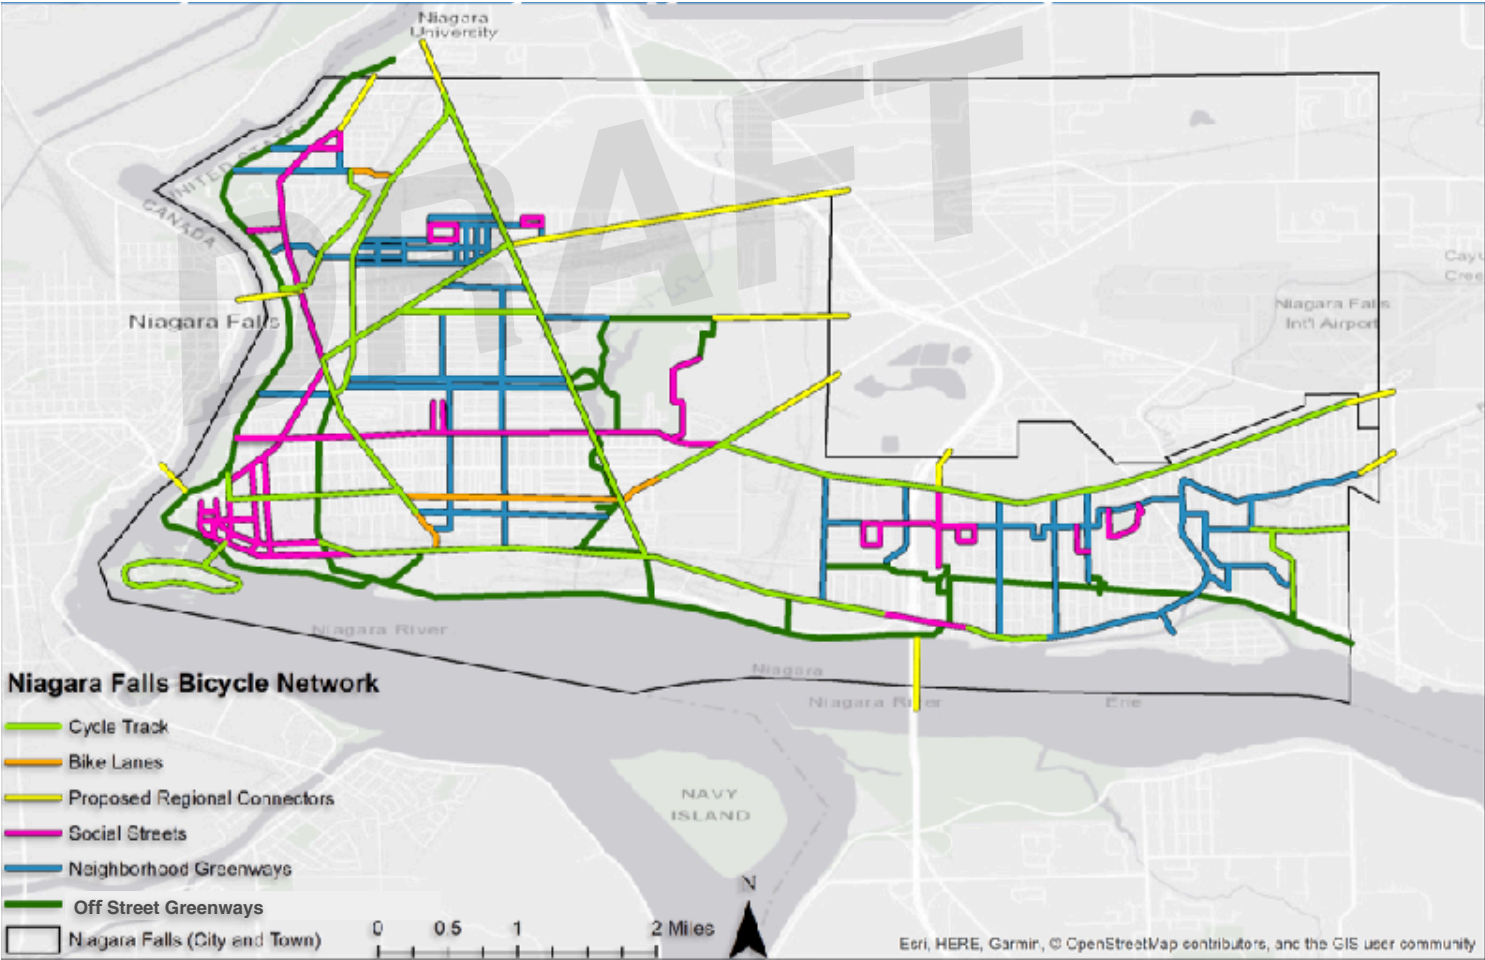 Niagara
University
DRAFT
UNITED STATES
CANADA
Niagara Falls
Niagara Falls
Int'l Airport
Niagara River
Niagara
Niagara River
Erie
NAVY
ISLAND
Niagara Falls Bicycle Network
Cycle Track
Bike Lanes
Proposed Regional Connectors
Social Streets
Neighborhood Greenways
Off Street Greenways
Niagara Falls (City and Town)
0 0.5 1 2 Miles
N
Esri, HERE, Garmin, © OpenStreetMap contributors, and the GIS user community